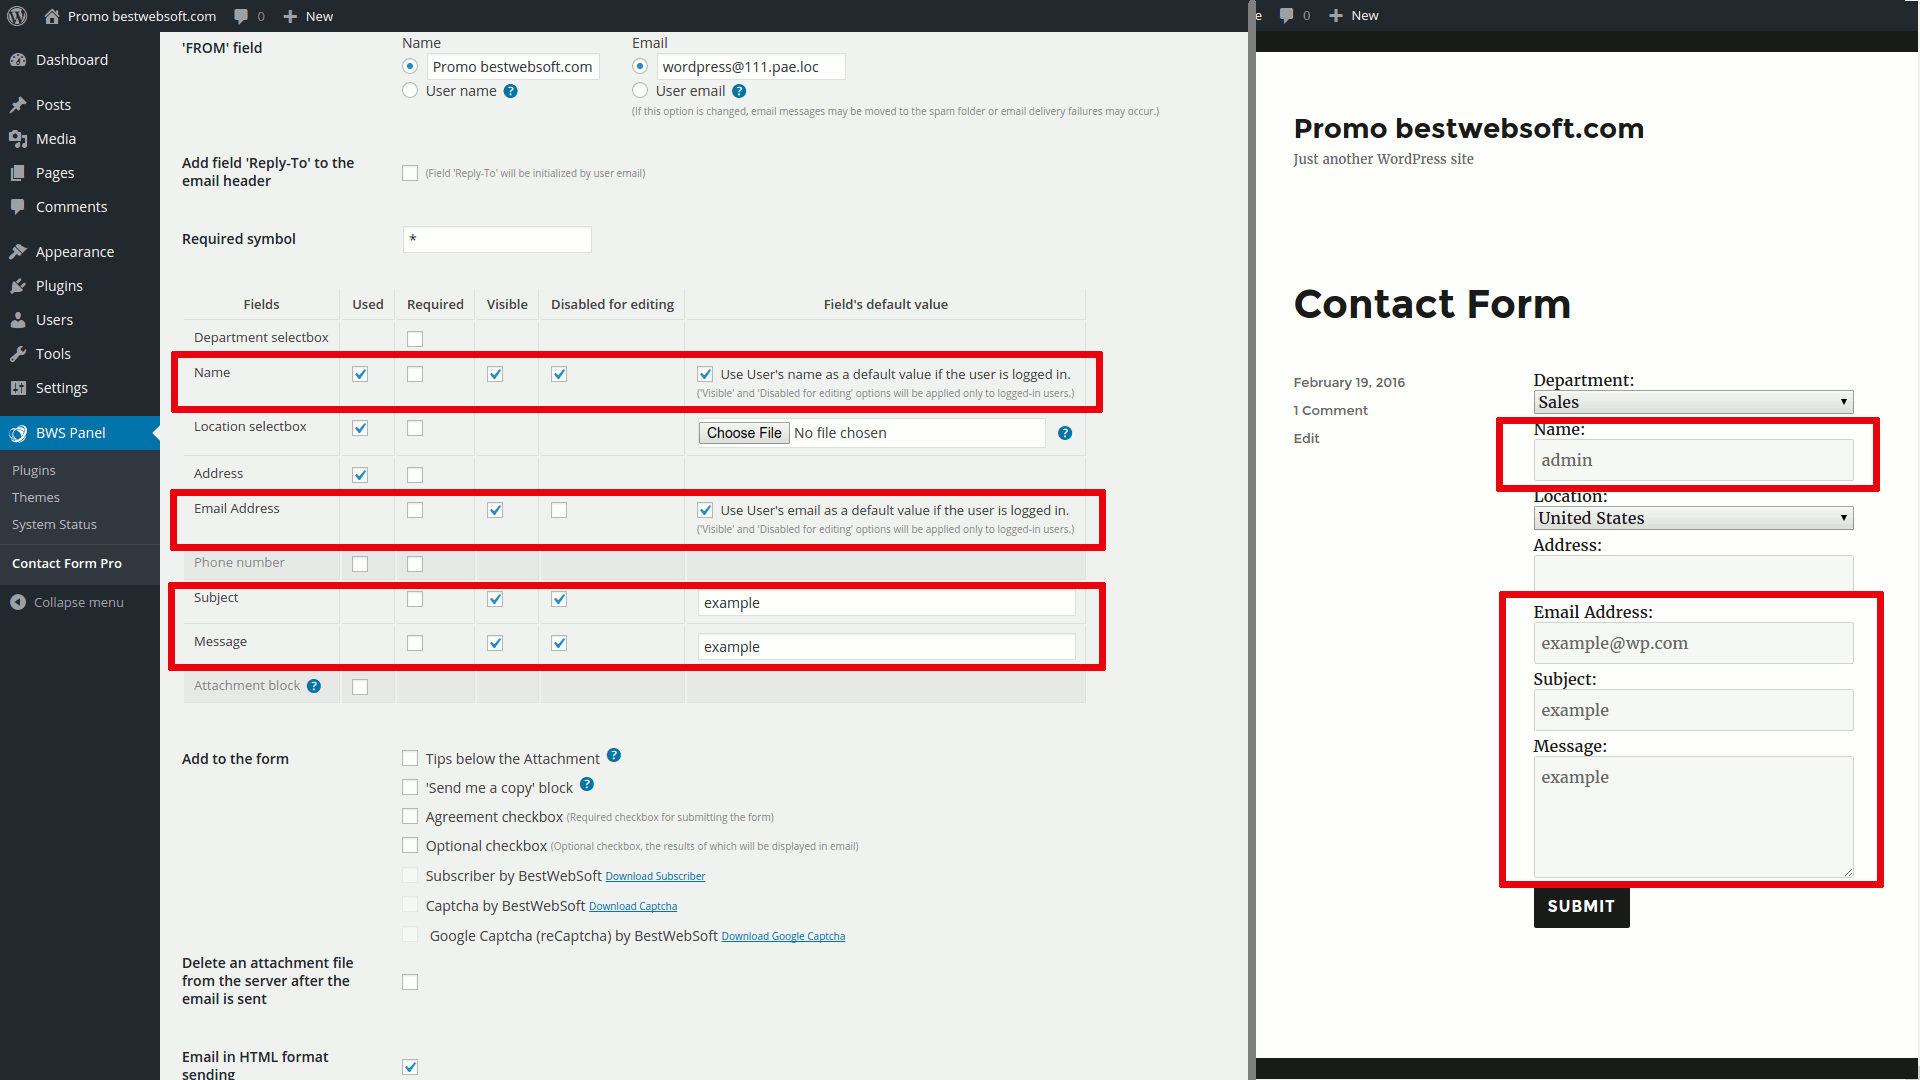 Promo bestwebsoft.com 0 New
Dashboard
Posts
Media
Pages
Comments
Appearance
Plugins
Users
Tools
Settings
BWS Panel
Plugins
Themes
System Status
Contact Form Pro
Collapse menu
'FROM' field
Name
Promo bestwebsoft.com
User name ?
Email
wordpress@111.pae.loc
User email ?
(If this option is changed, email messages may be moved to the spam folder or email delivery failures may occur.)
Add field 'Reply-To' to the
email header
(Field 'Reply-To' will be initialized by user email)
Required symbol
*
Fields Used Required Visible Disabled for editing Field's default value
Department selectbox
Name Use User's name as a default value if the user is logged in.
('Visible' and 'Disabled for editing' options will be applied only to logged-in users.)
Location selectbox Choose File No file chosen ?
Address
Email Address Use User's email as a default value if the user is logged in.
('Visible' and 'Disabled for editing' options will be applied only to logged-in users.)
Phone number
Subject example
Message example
Attachment block ?
Add to the form
Tips below the Attachment ?
'Send me a copy' block ?
Agreement checkbox (Required checkbox for submitting the form)
Optional checkbox (Optional checkbox, the results of which will be displayed in email)
Subscriber by BestWebSoft Download Subscriber
Captcha by BestWebSoft Download Captcha
Google Captcha (reCaptcha) by BestWebSoft Download Google Captcha
Delete an attachment file
from the server after the
email is sent
Email in HTML format
sending
e 0 New
Promo bestwebsoft.com
Just another WordPress site
Contact Form
February 19, 2016
1 Comment
Edit
Department:
Sales
Name:
admin
Location:
United States
Address:
Email Address:
example@wp.com
Subject:
example
Message:
example
SUBMIT